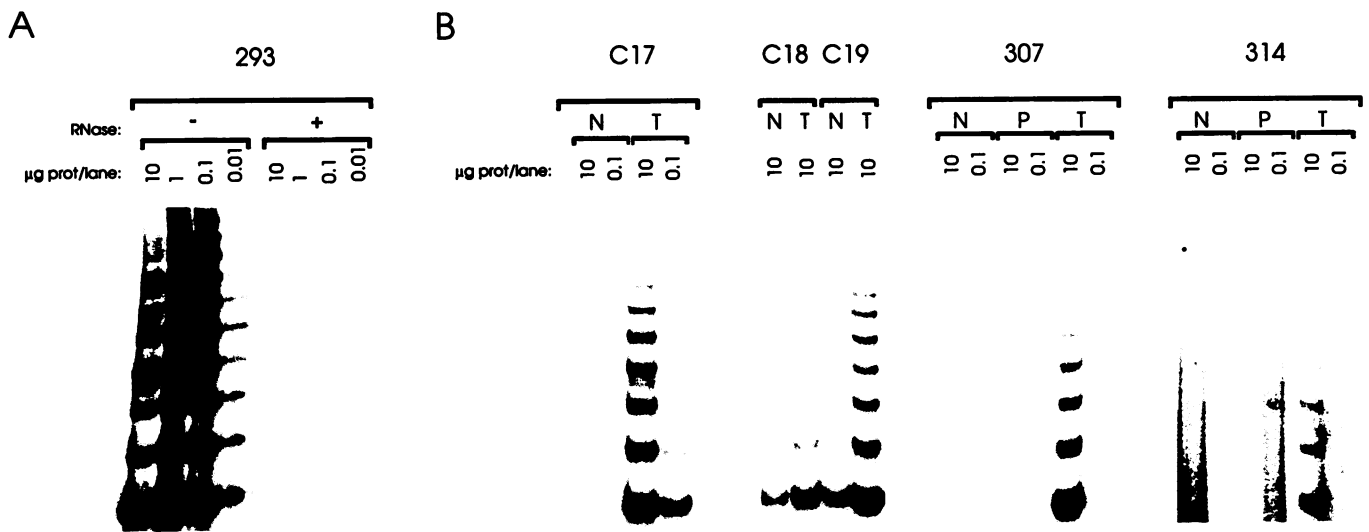 A B
293 C17 C18 C19 307 314
RNase: - + N T N T N T N P T N P T
μg prot/lane: 10 1 0.1 0.01 10 1 0.1 0.01 μg prot/lane: 10 0.1 10 0.1 10 10 10 10 10 0.1 10 0.1 10 0.1 10 0.1 10 0.1 10 0.1